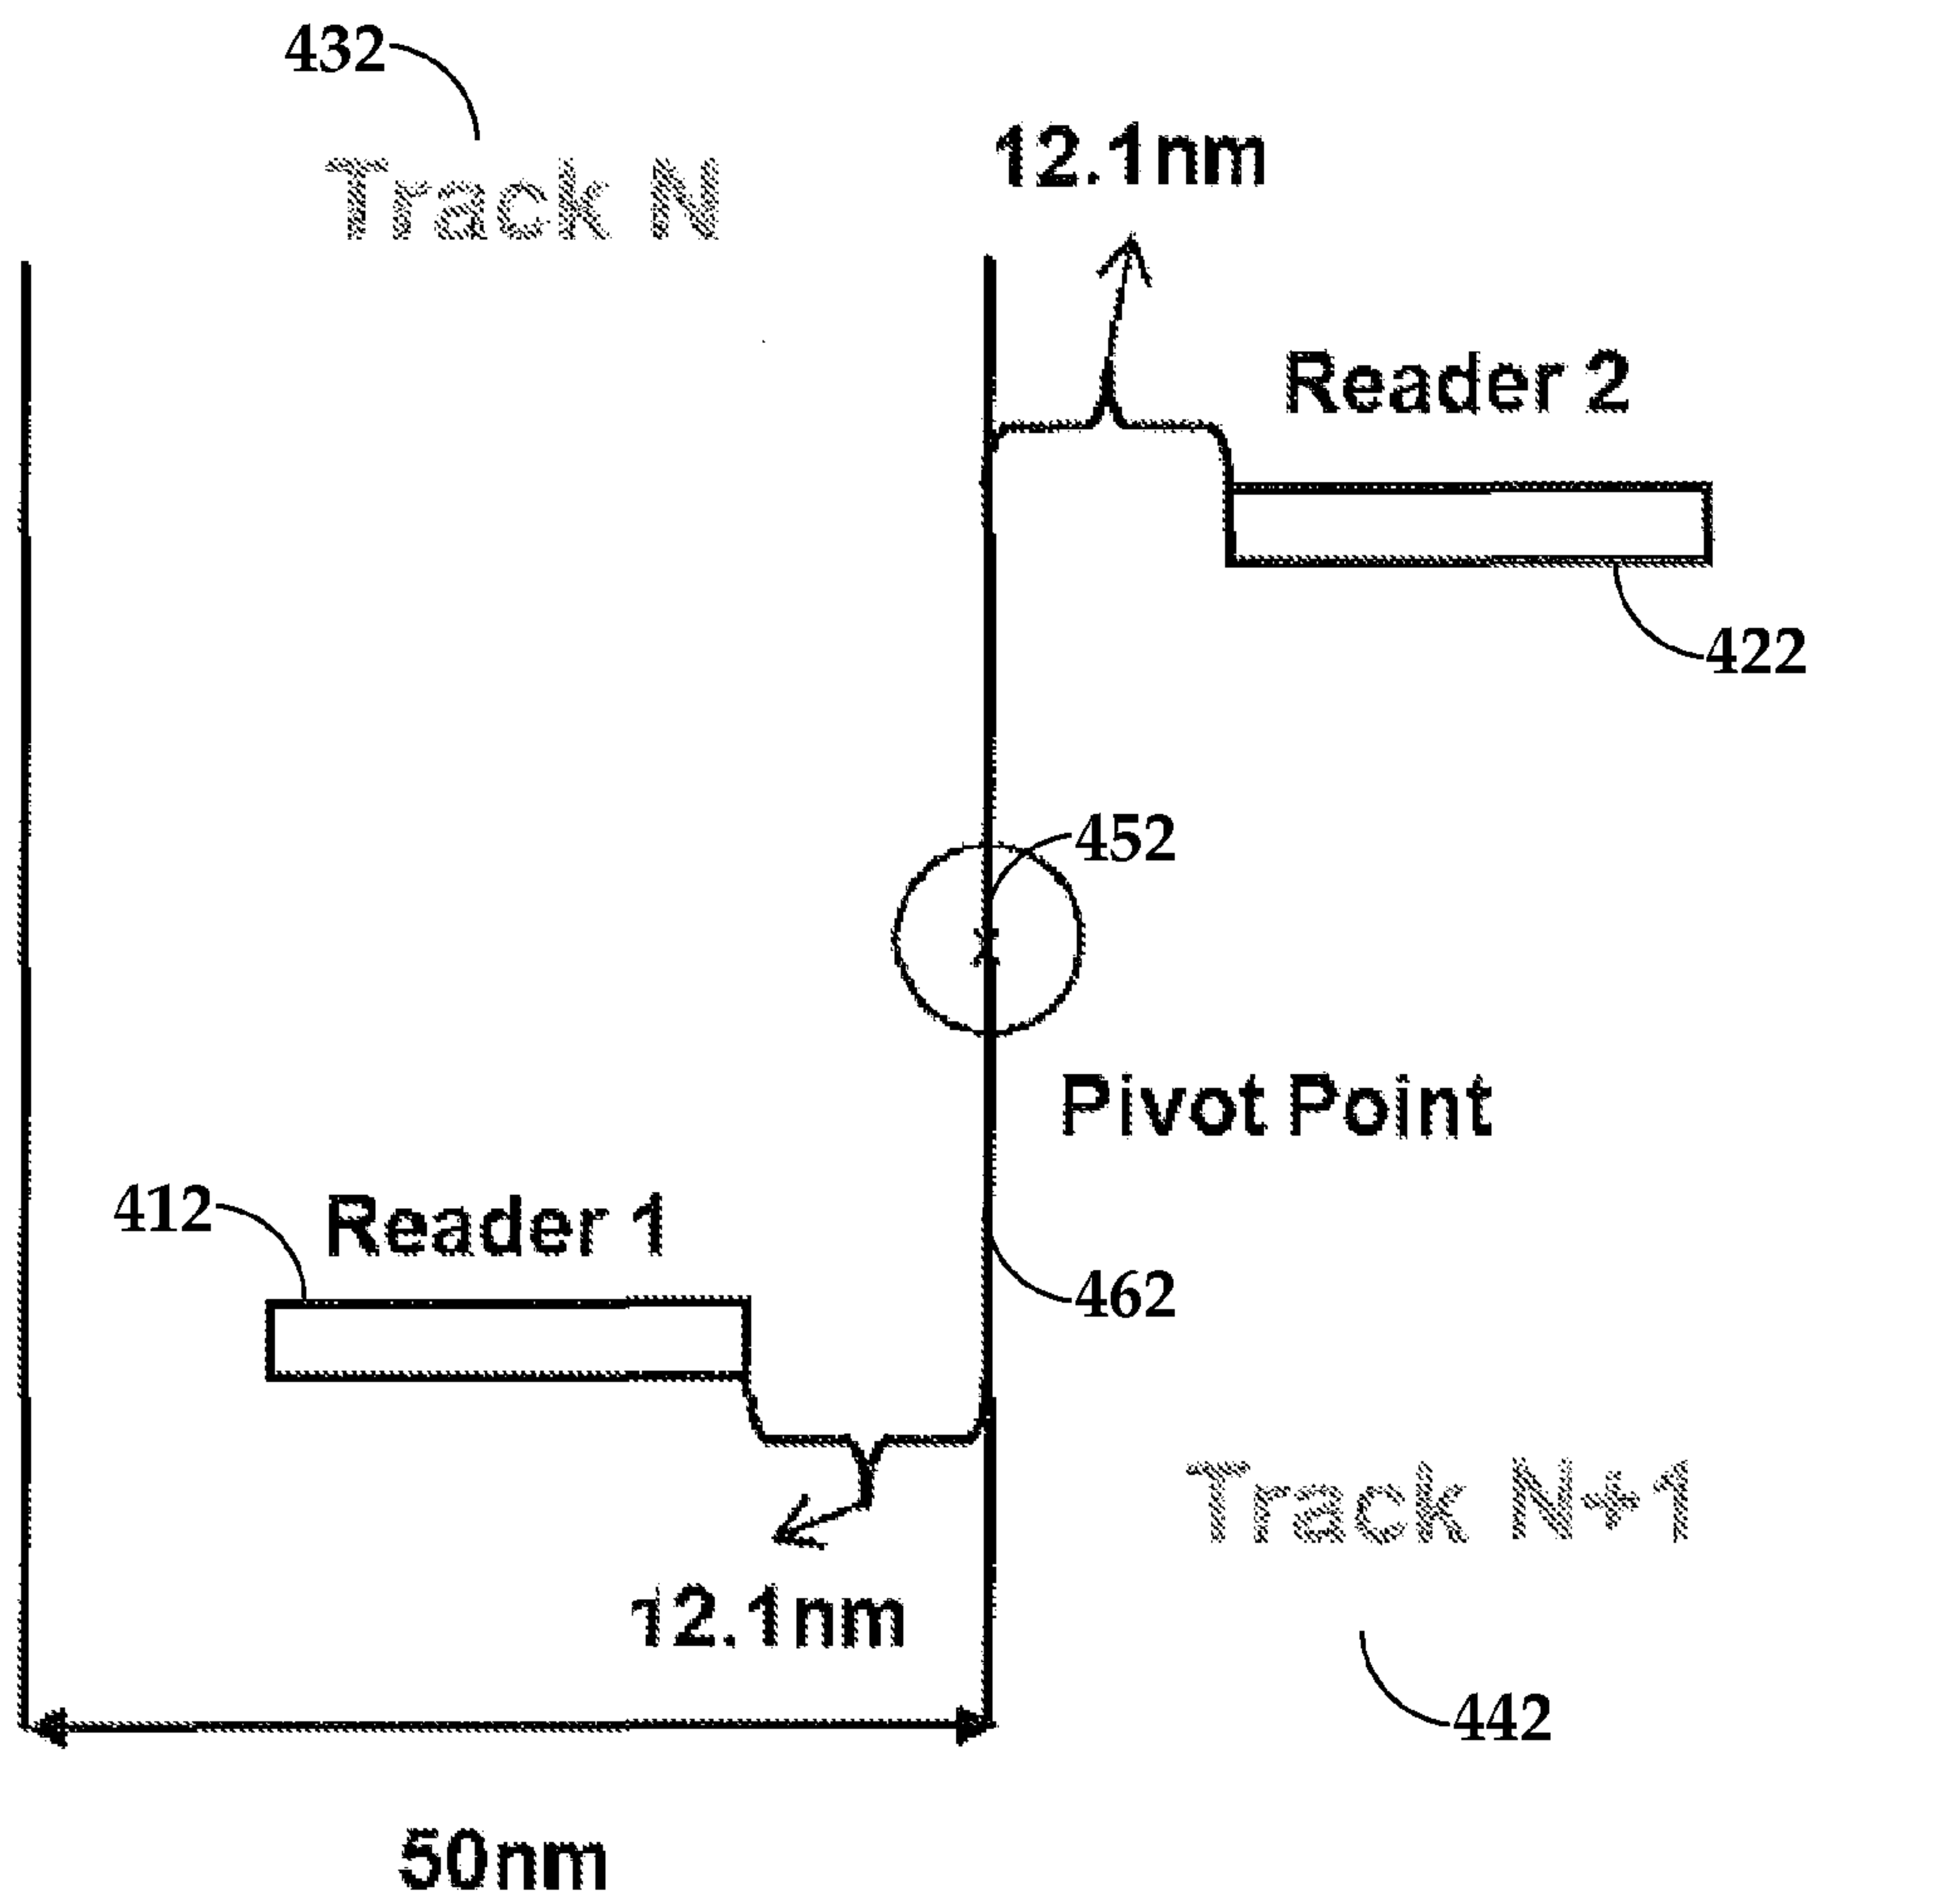 432
Track N
12.1nm
Reader 2
422
452
Pivot Point
412
Reader 1
462
Track N+1
12.1nm
442
50nm